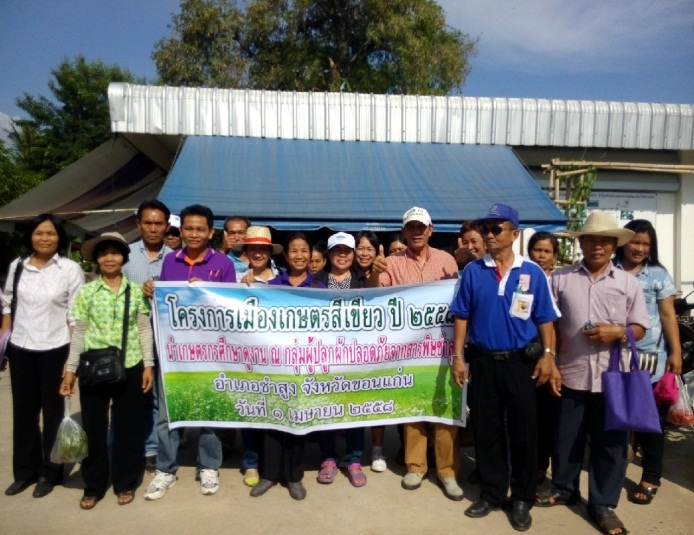 โครงการเมืองเกษตรสีเขียว ปี ๒๕๕๘
นำเกษตรกรศึกษาดูงาน ณ กลุ่มผู้ปลูกผักปลอดภัยจากสารพิษ
อำเภอซำสูง จังหวัดขอนแก่น
วันที่ ๑ เมษายน ๒๕๕๘